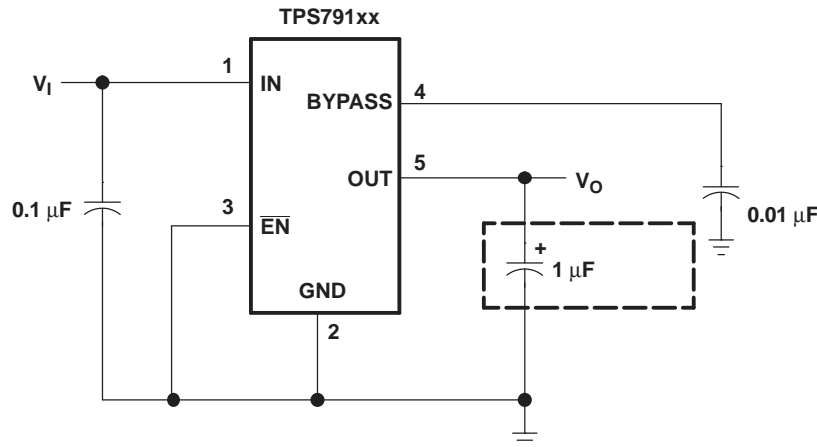 TPS791xx
1
V_I
IN
BYPASS
4
5
OUT
V_O
0.1 μF
3
EN
0.01 μF
+
1 μF
GND
2